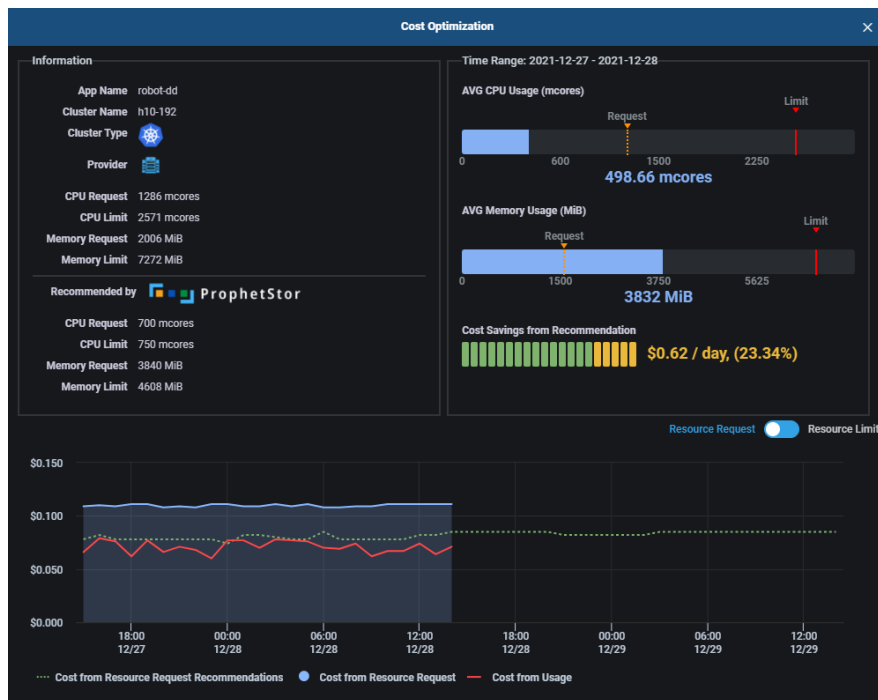 Cost Optimization
Information
App Name robot-dd
Cluster Name h10-192
Cluster Type
Provider
CPU Request 1286 mcores
CPU Limit 2571 mcores
Memory Request 2006 MiB
Memory Limit 7272 MiB
Recommended by ProphetStor
CPU Request 700 mcores
CPU Limit 750 mcores
Memory Request 3840 MiB
Memory Limit 4608 MiB
Time Range: 2021-12-27 - 2021-12-28
AVG CPU Usage (mcores)
Limit
Request
0 600 1500 2250
498.66 mcores
AVG Memory Usage (MiB)
Limit
Request
0 1500 3750 5625
3832 MiB
Cost Savings from Recommendation
$0.62 / day, (23.34%)
Resource Request Resource Limit
$0.150
$0.100
$0.050
$0.000
18:00 00:00 06:00 12:00 18:00 00:00 06:00 12:00
12/27 12/28 12/28 12/28 12/28 12/29 12/29 12/29
Cost from Resource Request Recommendations Cost from Resource Request Cost from Usage